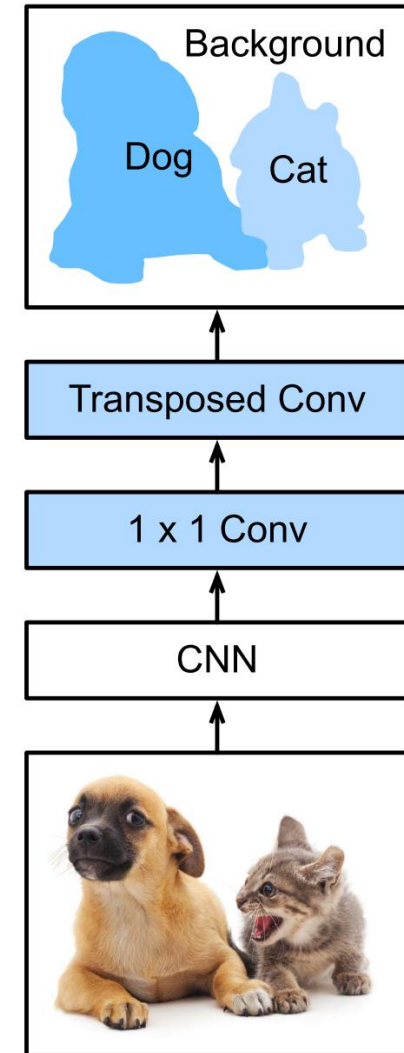 Background
Dog
Cat
Transposed Conv
1 x 1 Conv
CNN